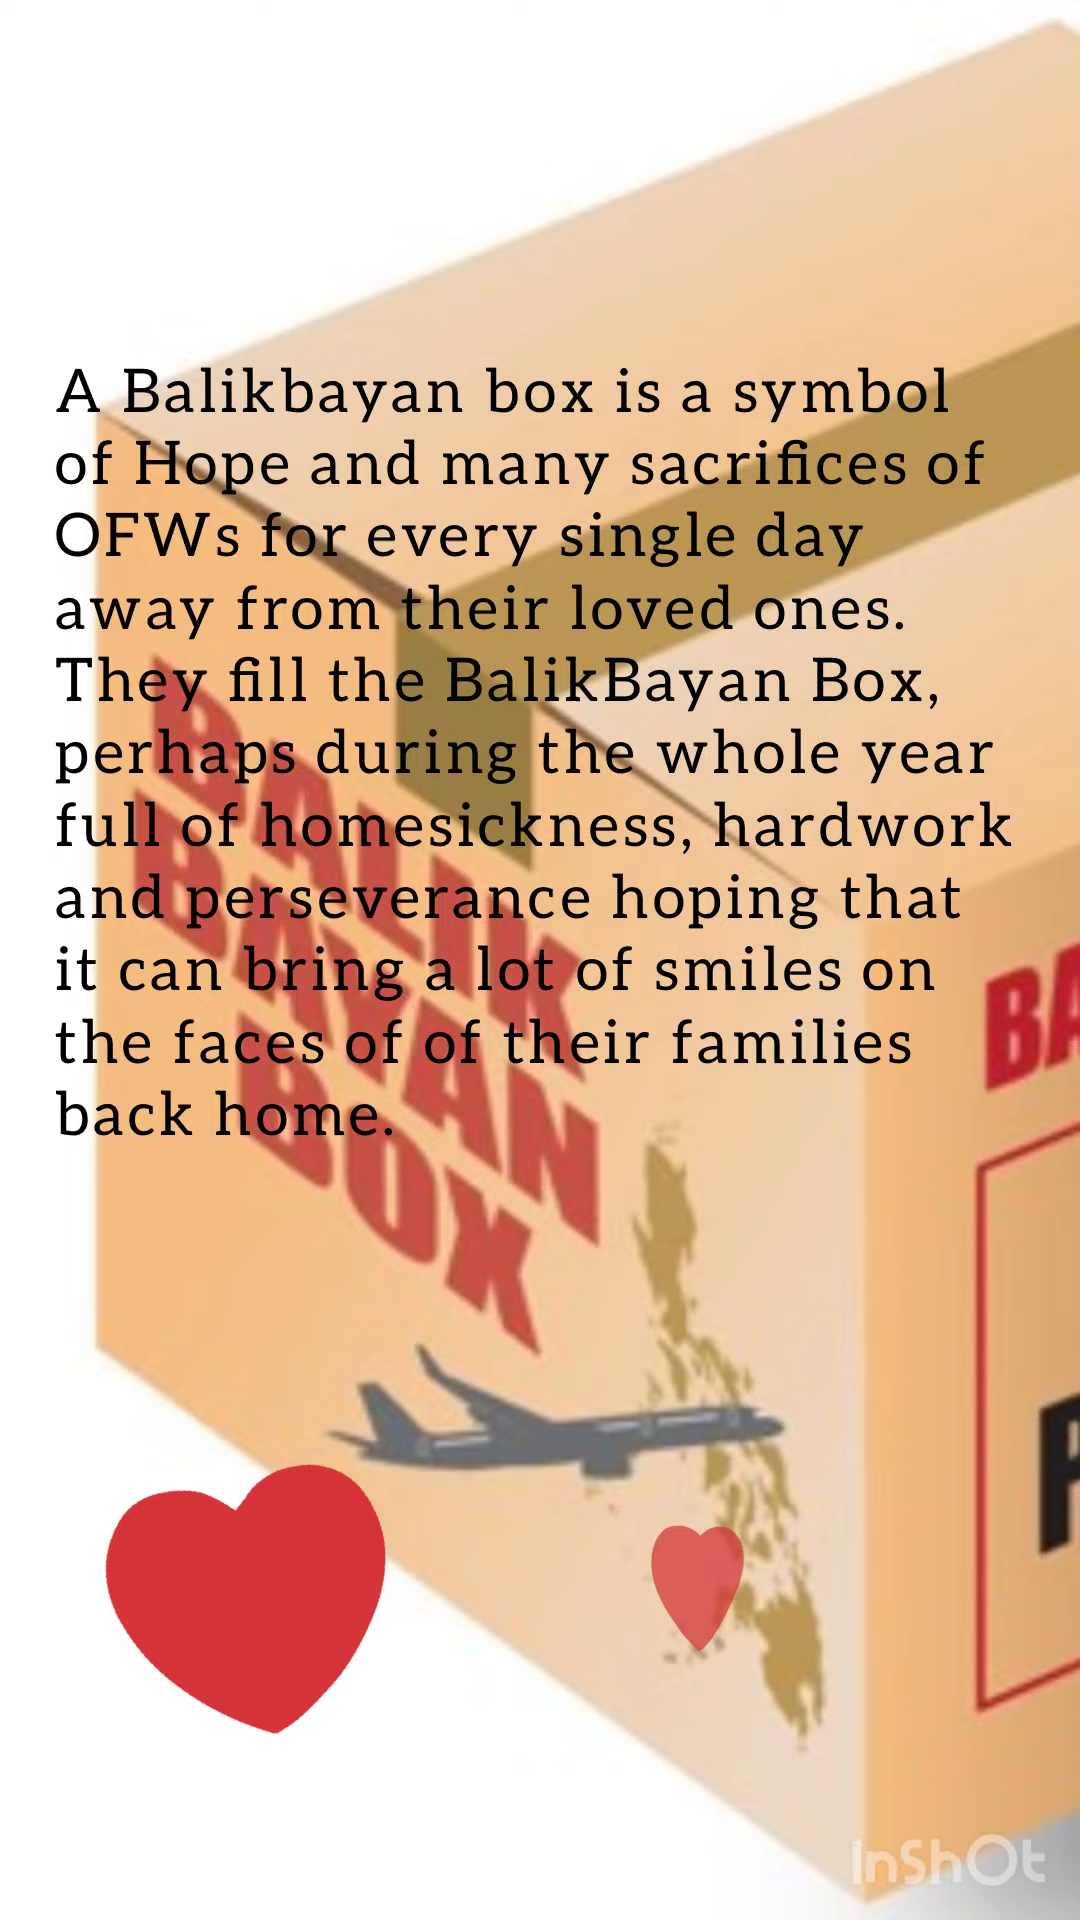 A Balikbayan box is a symbol
of Hope and many sacrifices of
OFWs for every single day
away from their loved ones.
They fill the BalikBayan Box,
perhaps during the whole year
full of homesickness, hardwork
and perseverance hoping that
it can bring a lot of smiles on
the faces of of their families
back home.
BALIK
BAYAN
BOX
BA
P
InShOt